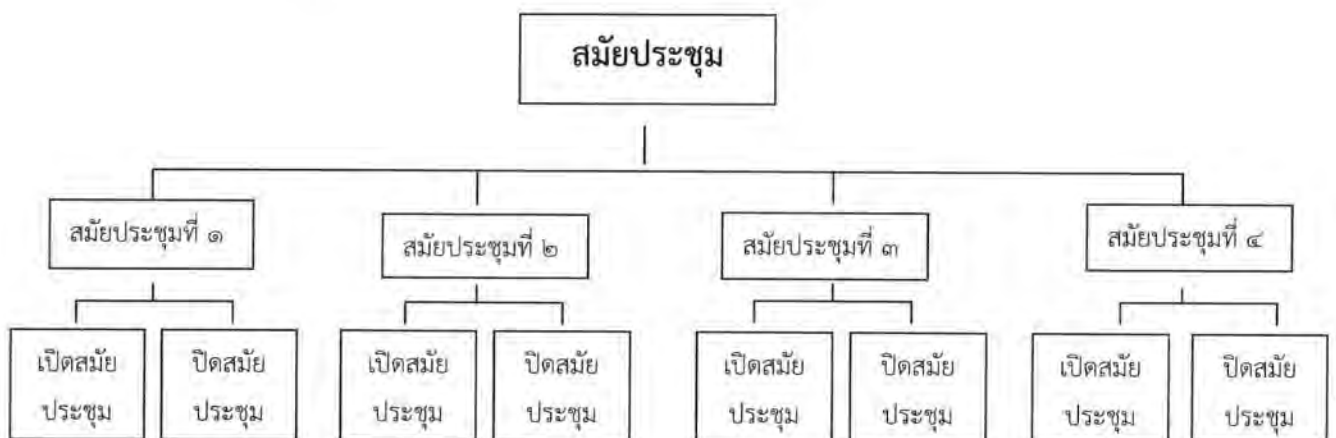 สมัยประชุม
สมัยประชุมที่ ๑
สมัยประชุมที่ ๒
สมัยประชุมที่ ๓
สมัยประชุมที่ ๔
เปิดสมัย
ประชุม
ปิดสมัย
ประชุม
เปิดสมัย
ประชุม
ปิดสมัย
ประชุม
เปิดสมัย
ประชุม
ปิดสมัย
ประชุม
เปิดสมัย
ประชุม
ปิดสมัย
ประชุม